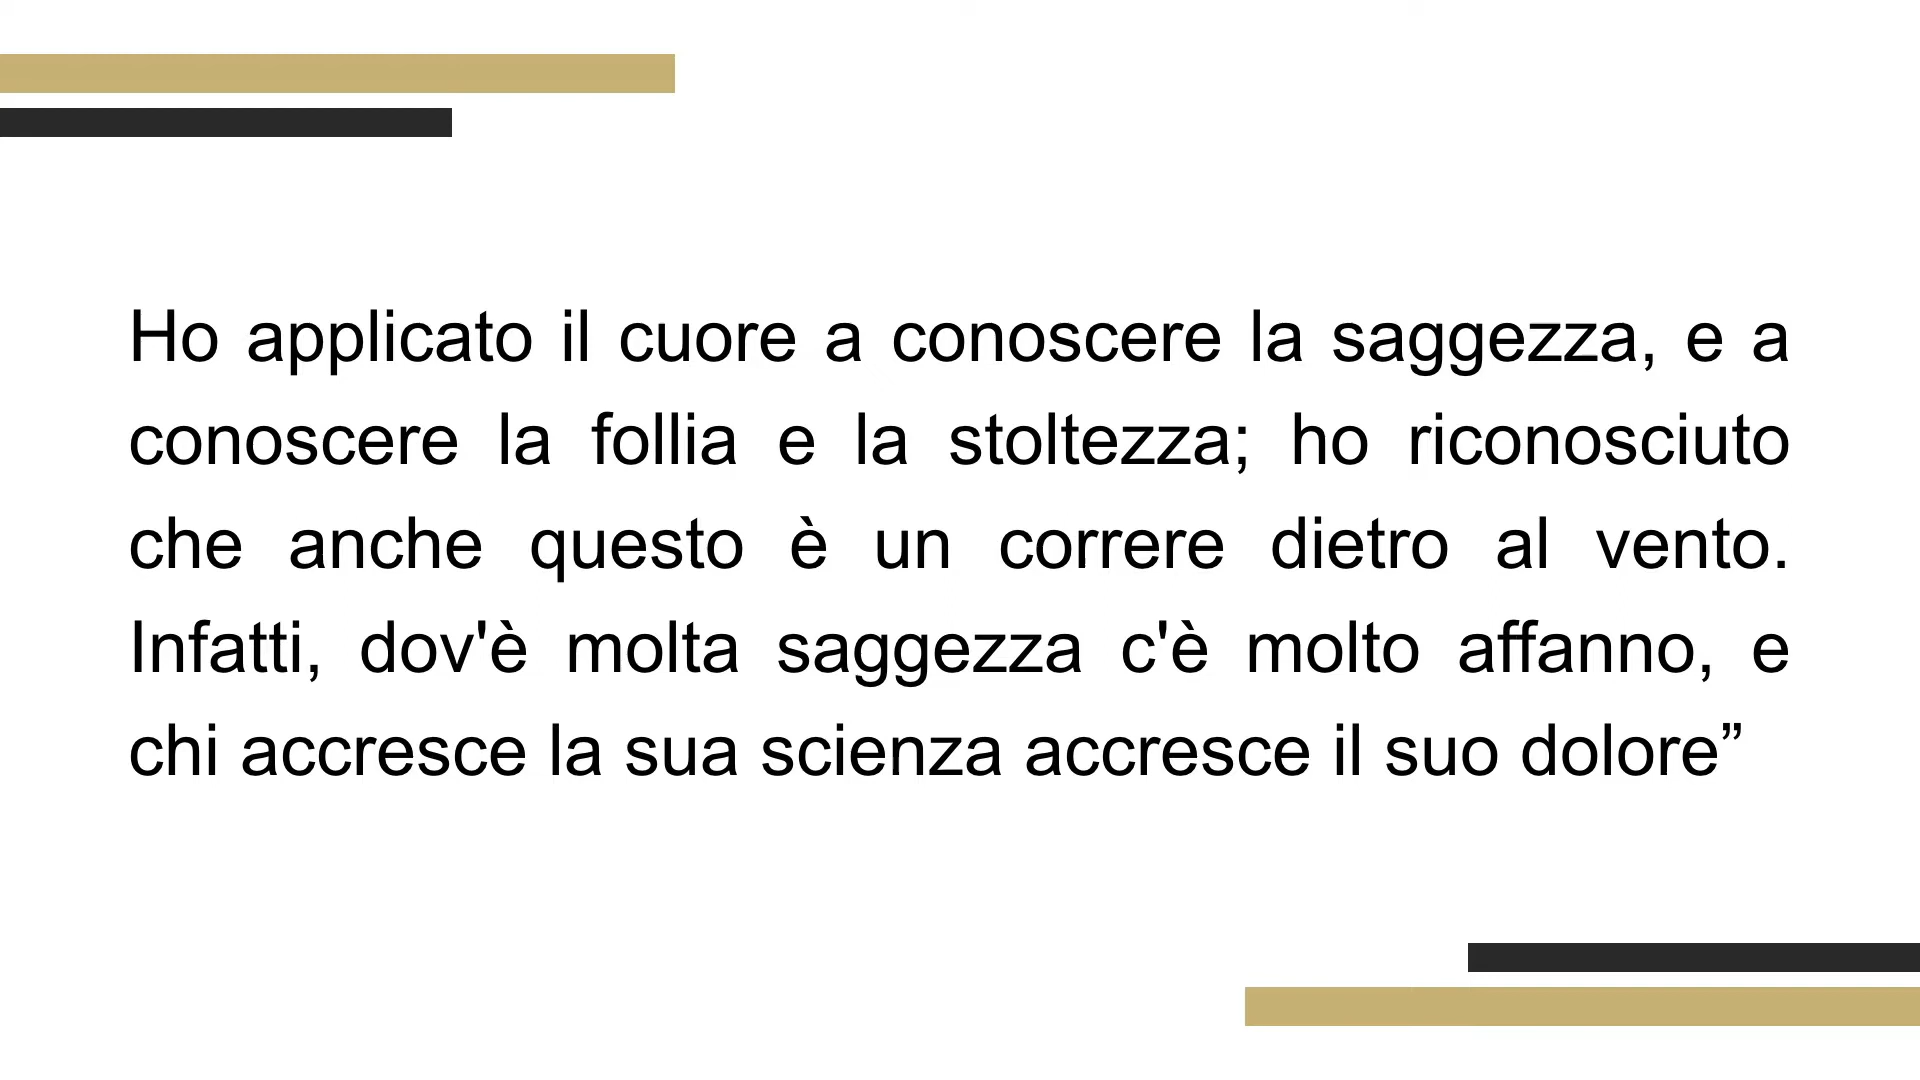 Ho applicato il cuore a conoscere la saggezza, e a
conoscere la follia e la stoltezza; ho riconosciuto
che anche questo è un correre dietro al vento.
Infatti, dov'è molta saggezza c'è molto affanno, e
chi accresce la sua scienza accresce il suo dolore”